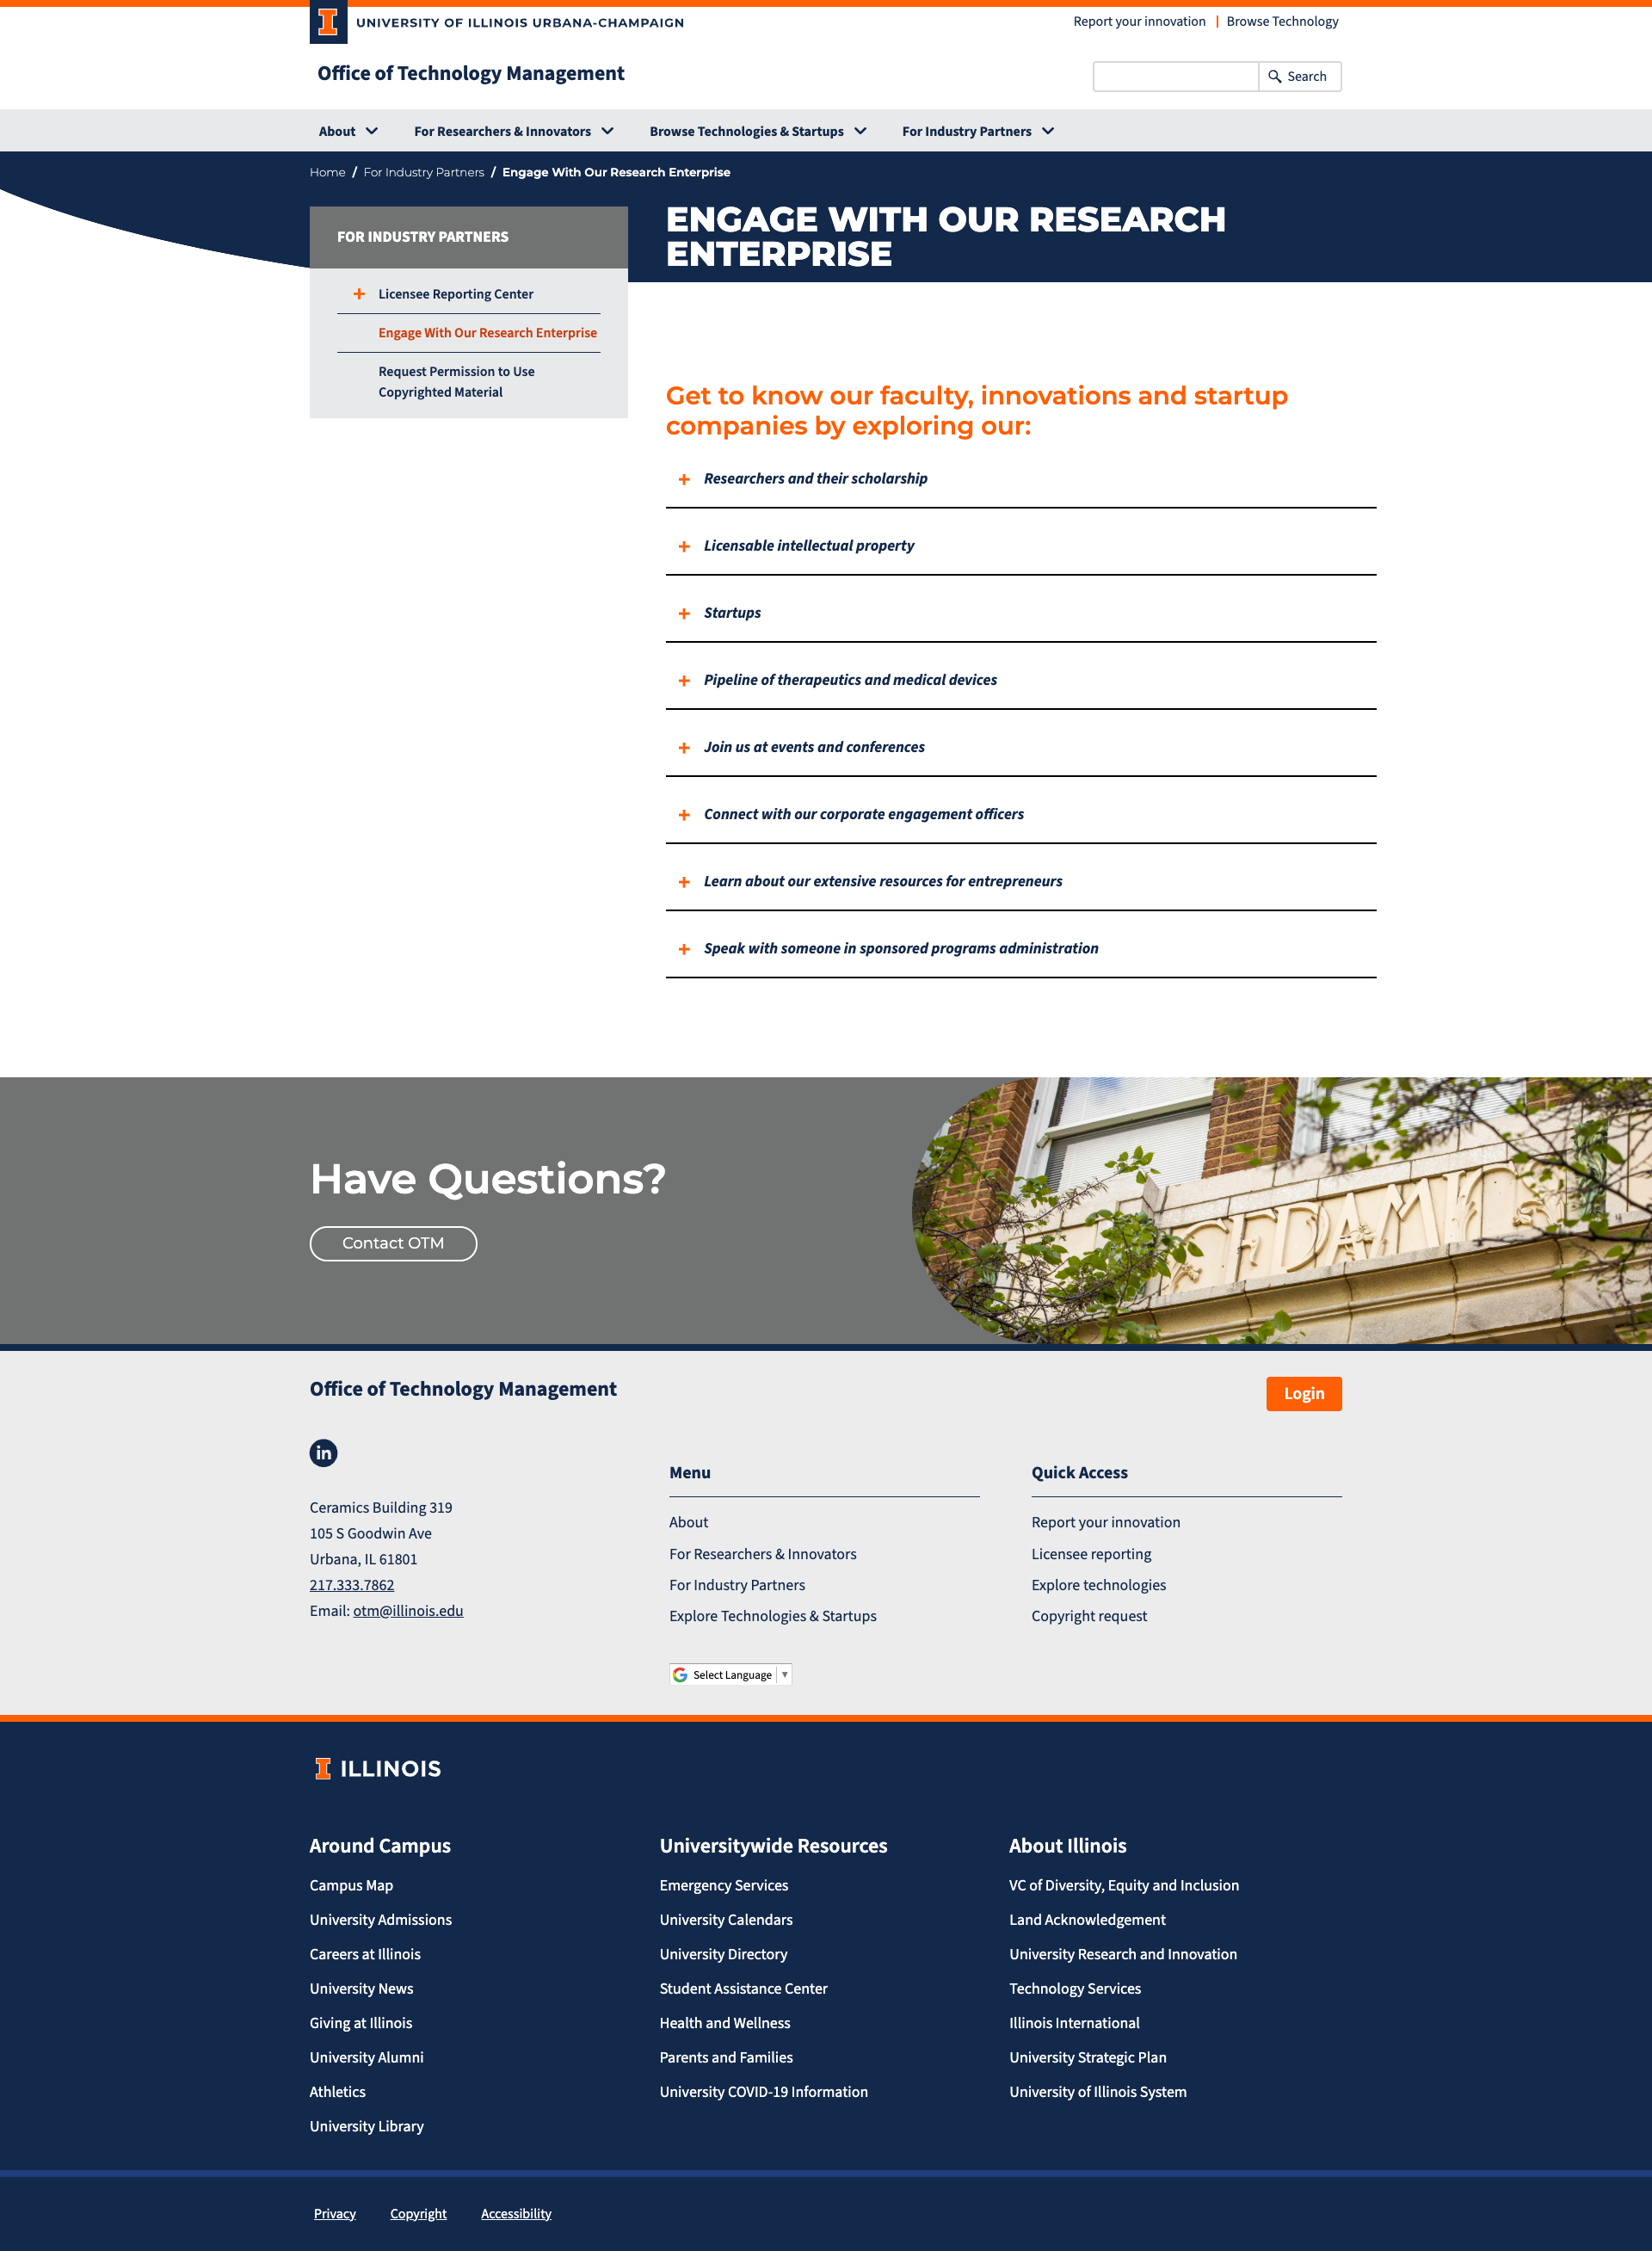 UNIVERSITY OF ILLINOIS URBANA-CHAMPAIGN
Report your innovation
Browse Technology
Office of Technology Management
Search
About
For Researchers & Innovators
Browse Technologies & Startups
For Industry Partners
Home / For Industry Partners / Engage With Our Research Enterprise
ENGAGE WITH OUR RESEARCH
ENTERPRISE
FOR INDUSTRY PARTNERS
Licensee Reporting Center
Engage With Our Research Enterprise
Request Permission to Use
Copyrighted Material
Get to know our faculty, innovations and startup
companies by exploring our:
Researchers and their scholarship
Licensable intellectual property
Startups
Pipeline of therapeutics and medical devices
Join us at events and conferences
Connect with our corporate engagement officers
Learn about our extensive resources for entrepreneurs
Speak with someone in sponsored programs administration
Have Questions?
Contact OTM
Office of Technology Management
Login
Ceramics Building 319
105 S Goodwin Ave
Urbana, IL 61801
217.333.7862
Email: otm@illinois.edu
Menu
About
For Researchers & Innovators
For Industry Partners
Explore Technologies & Startups
Select Language
Quick Access
Report your innovation
Licensee reporting
Explore technologies
Copyright request
ILLINOIS
Around Campus
Campus Map
University Admissions
Careers at Illinois
University News
Giving at Illinois
University Alumni
Athletics
University Library
Universitywide Resources
Emergency Services
University Calendars
University Directory
Student Assistance Center
Health and Wellness
Parents and Families
University COVID-19 Information
About Illinois
VC of Diversity, Equity and Inclusion
Land Acknowledgement
University Research and Innovation
Technology Services
Illinois International
University Strategic Plan
University of Illinois System
Privacy
Copyright
Accessibility